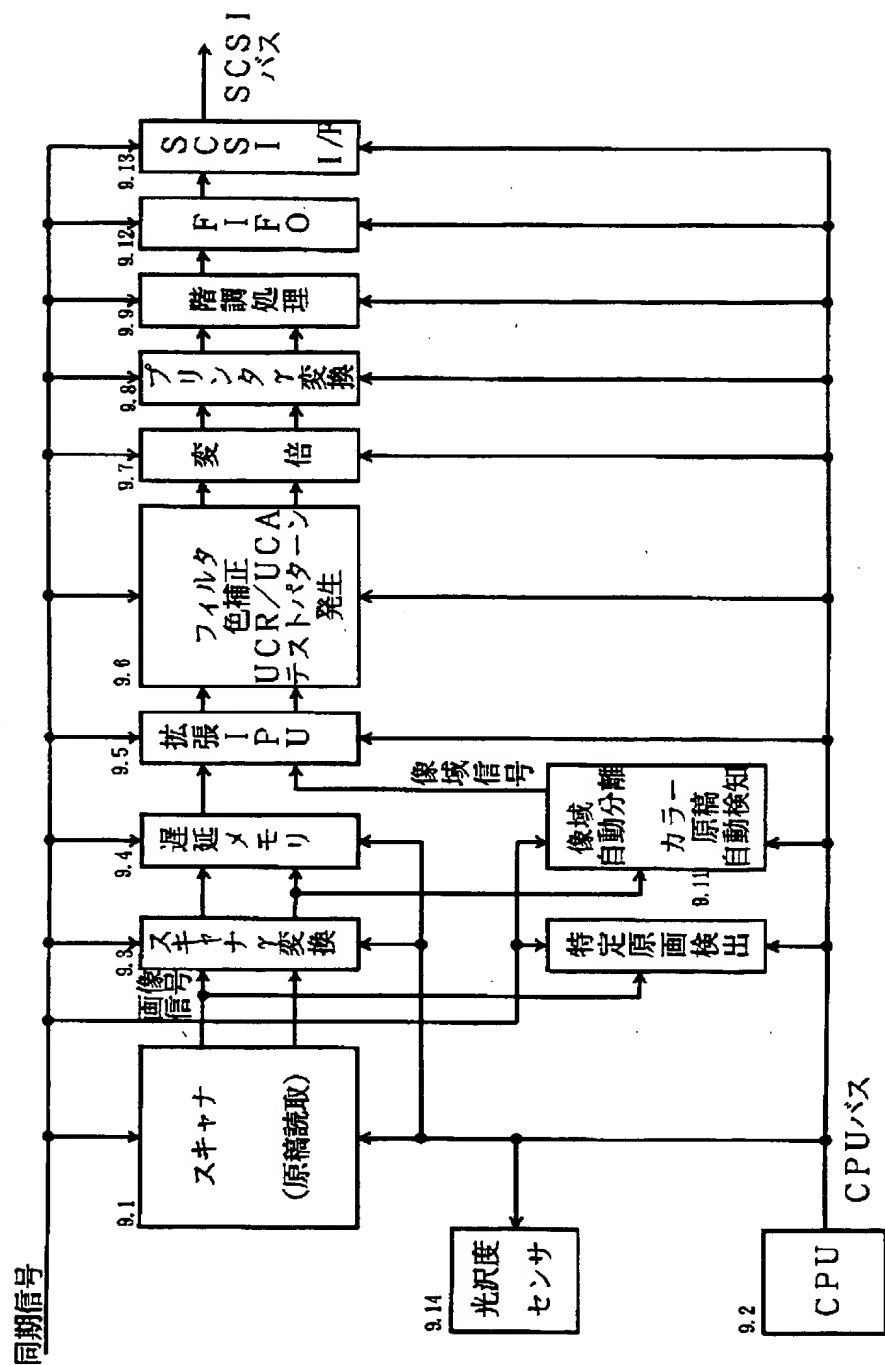 同期信号
9.1
スキャナ
(原稿読取)
画像
信号
9.3
スキャナγ変換
9.4
遅延メモリ
9.5
拡張IPU
9.6
フィルタ
色補正
UCR/UCA
テストパターン
発生
9.7
変倍
9.8
プリンタγ変換
9.9
階調処理
9.12
FIFO
9.13
SCSI I/F
SCSI
バス
像域信号
像域
自動分離
カラー
原稿
自動検知
9.11
特定原画検出
9.14
光沢度
センサ
9.2
CPU
CPUバス